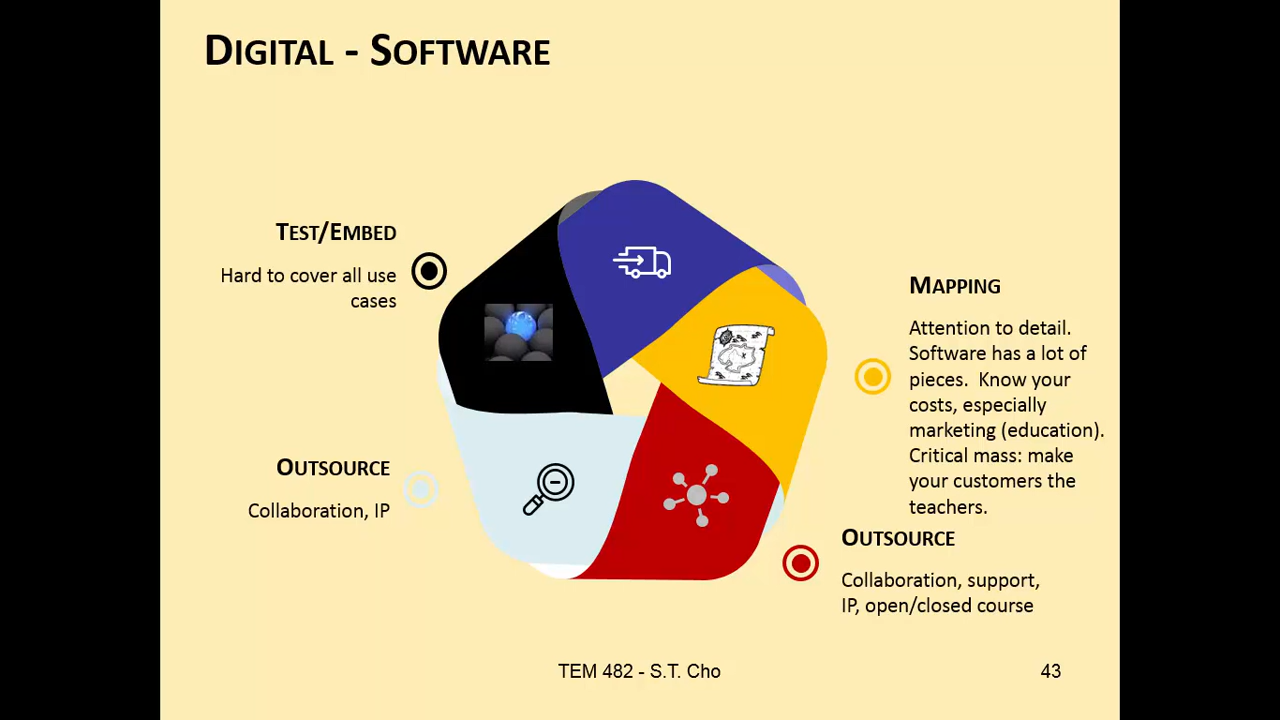 DIGITAL - SOFTWARE
TEST/EMBED
Hard to cover all use
cases
MAPPING
Attention to detail.
Software has a lot of
pieces. Know your
costs, especially
marketing (education).
Critical mass: make
your customers the
teachers.
OUTSOURCE
Collaboration, IP
OUTSOURCE
Collaboration, support,
IP, open/closed course
TEM 482 - S.T. Cho
43